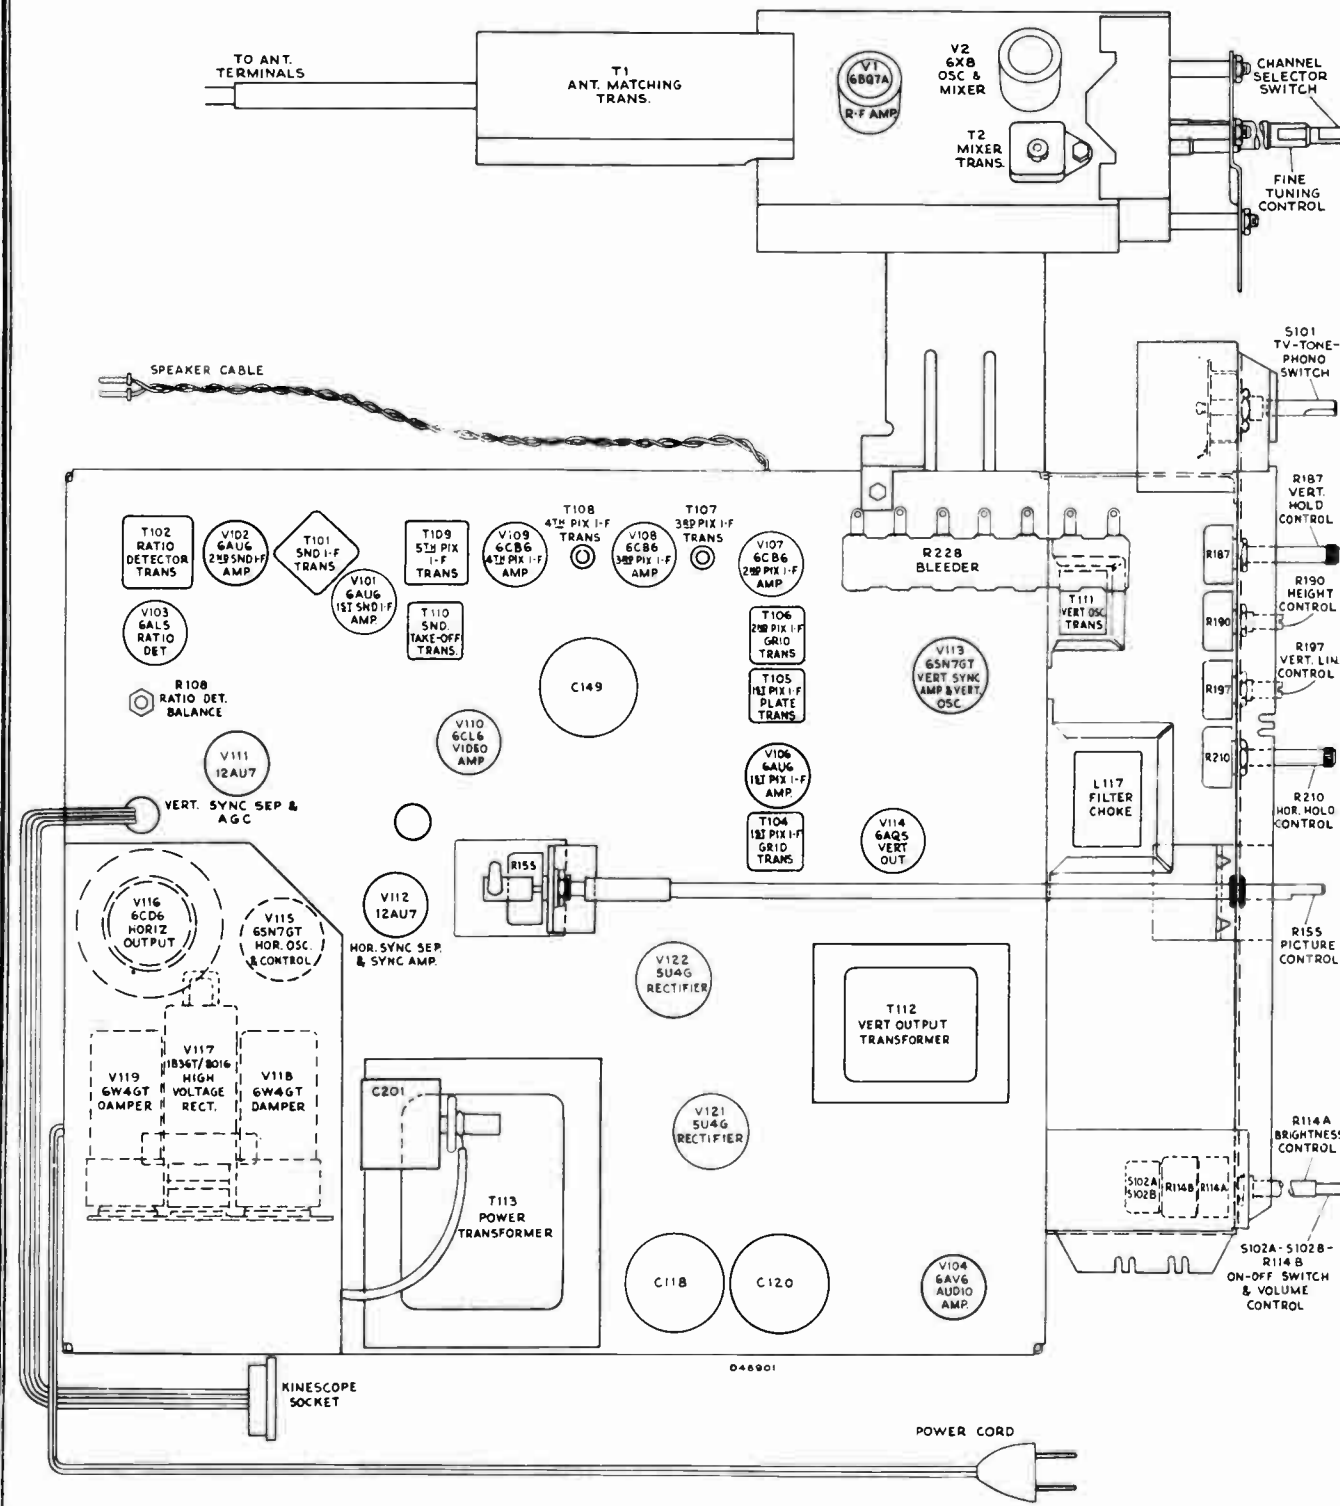 TO ANT.
TERMINALS
T1
ANT. MATCHING
TRANS.
V1
6BQ7A
R-F AMP.
V2
6X8
OSC &
MIXER
T2
MIXER
TRANS.
CHANNEL
SELECTOR
SWITCH
FINE
TUNING
CONTROL
S101
TV-TONE-
PHONO
SWITCH
SPEAKER CABLE
R187
VERT.
HOLD
CONTROL
T102
RATIO
DETECTOR
TRANS
V102
6AU6
2ND SND I-F
AMP
T101
SND I-F
TRANS
V101
6AU6
1ST SND I-F
AMP.
T109
5TH PIX
I-F
TRANS
V109
6CB6
4TH PIX I-F
AMP
T108
4TH PIX I-F
TRANS
V108
6CB6
3RD PIX I-F
AMP
T107
3RD PIX I-F
TRANS
V107
6CB6
2ND PIX I-F
AMP
R228
BLEEDER
R187
T111
VERT OSC
TRANS
R190
HEIGHT
CONTROL
R190
V103
6AL5
RATIO
DET
T110
SND.
TAKE-OFF
TRANS.
T106
2ND PIX I-F
GRID
TRANS
R197
VERT. LIN.
CONTROL
R197
R108
RATIO DET.
BALANCE
C149
T105
1ST PIX I-F
PLATE
TRANS
V113
6SN7GT
VERT SYNC
AMP & VERT.
OSC.
V111
12AU7
VERT. SYNC SEP &
AGC
V110
6CL6
VIDEO
AMP
V106
6AU6
1ST PIX I-F
AMP.
L117
FILTER
CHOKE
R210
R210
HOR. HOLD
CONTROL
T104
1ST PIX I-F
GRID
TRANS
V114
6AQ5
VERT
OUT
R155
V116
6CD6
HORIZ
OUTPUT
V115
6SN7GT
HOR. OSC.
& CONTROL
V112
12AU7
HOR. SYNC SEP.
& SYNC AMP.
R155
PICTURE
CONTROL
V122
5U4G
RECTIFIER
T112
VERT OUTPUT
TRANSFORMER
V119
6W4GT
DAMPER
V117
1B3GT/8016
HIGH
VOLTAGE
RECT.
V118
6W4GT
DAMPER
C201
V121
5U4G
RECTIFIER
R114A
BRIGHTNESS
CONTROL
S102A
S102B
R114B
R114A
T113
POWER
TRANSFORMER
C118
C120
V104
6AV6
AUDIO
AMP.
S102A-S102B-
R114B
ON-OFF SWITCH
& VOLUME
CONTROL
D46901
KINESCOPE
SOCKET
POWER CORD